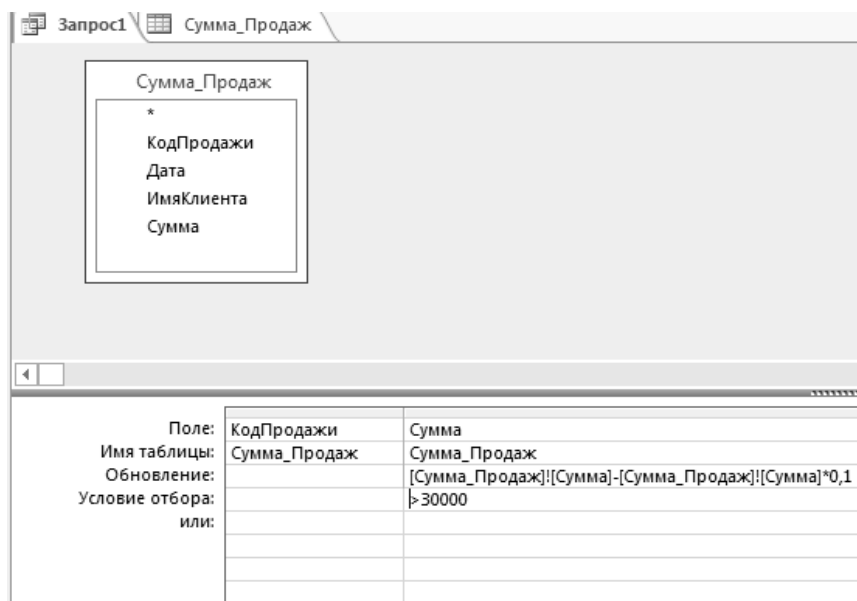 Запрос1 Сумма_Продаж
Сумма_Продаж
*
КодПродажи
Дата
ИмяКлиента
Сумма
Поле: КодПродажи Сумма
Имя таблицы: Сумма_Продаж Сумма_Продаж
Обновление: [Сумма_Продаж]![Сумма]-[Сумма_Продаж]![Сумма]*0,1
Условие отбора: >30000
или: